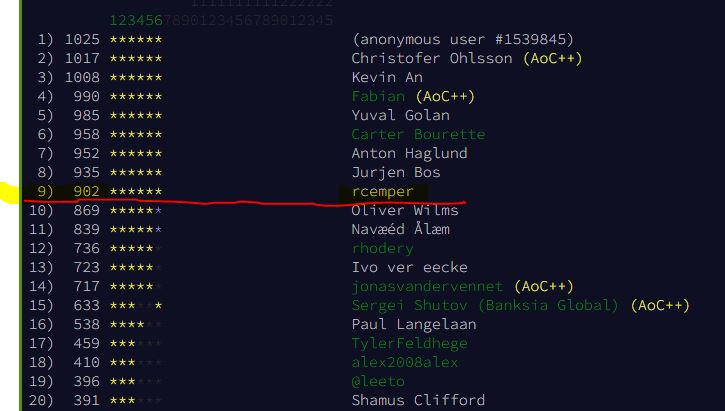 1111111111222222
1234567890123456789012345
1) 1025 ****** (anonymous user #1539845)
2) 1017 ****** Christofer Ohlsson (AoC++)
3) 1008 ****** Kevin An
4) 990 ****** Fabian (AoC++)
5) 985 ****** Yuval Golan
6) 958 ****** Carter Bourette
7) 952 ****** Anton Haglund
8) 935 ****** Jurjen Bos
9) 902 ****** rcemper
10) 869 ****** Oliver Wilms
11) 839 ****** Navæéd Ålæm
12) 736 ****** rhodery
13) 723 ****** Ivo ver eecke
14) 717 ****** jonasvandervennet (AoC++)
15) 633 ****** Sergei Shutov (Banksia Global) (AoC++)
16) 538 ****** Paul Langelaan
17) 459 ****** TylerFeldhege
18) 410 ****** alex2008alex
19) 396 ****** @leeto
20) 391 ****** Shamus Clifford